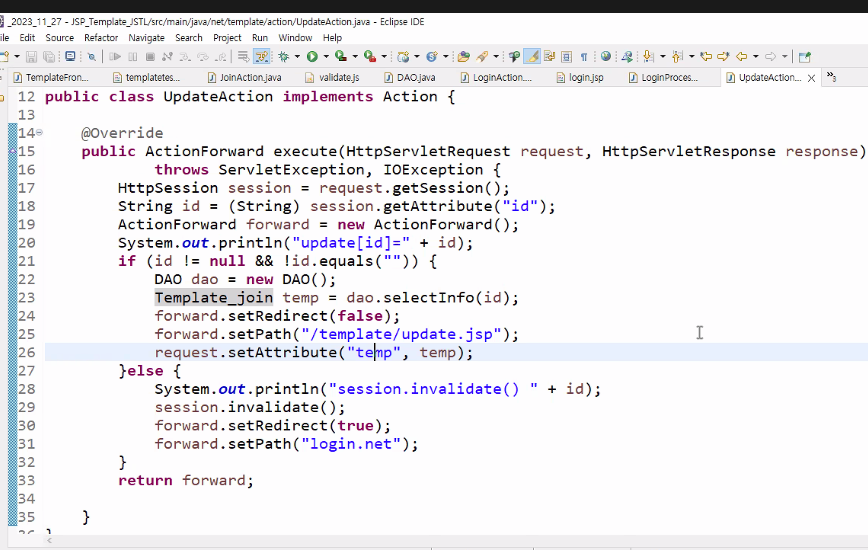 _2023_11_27 - JSP_Template_JSTL/src/main/java/net/template/action/UpdateAction.java - Eclipse IDE
Edit Source Refactor Navigate Search Project Run Window Help
TemplateFron... templatetes... JoinAction.java validate.js DAO.java LoginAction.... login.jsp LoginProces... UpdateAction...
12 public class UpdateAction implements Action {
13
14 @Override
15 public ActionForward execute(HttpServletRequest request, HttpServletResponse response)
16 throws ServletException, IOException {
17 HttpSession session = request.getSession();
18 String id = (String) session.getAttribute("id");
19 ActionForward forward = new ActionForward();
20 System.out.println("update[id]=" + id);
21 if (id != null && !id.equals("")) {
22 DAO dao = new DAO();
23 Template_join temp = dao.selectInfo(id);
24 forward.setRedirect(false);
25 forward.setPath("/template/update.jsp");
26 request.setAttribute("temp", temp);
27 }else {
28 System.out.println("session.invalidate() " + id);
29 session.invalidate();
30 forward.setRedirect(true);
31 forward.setPath("login.net");
32 }
33 return forward;
34
35 }